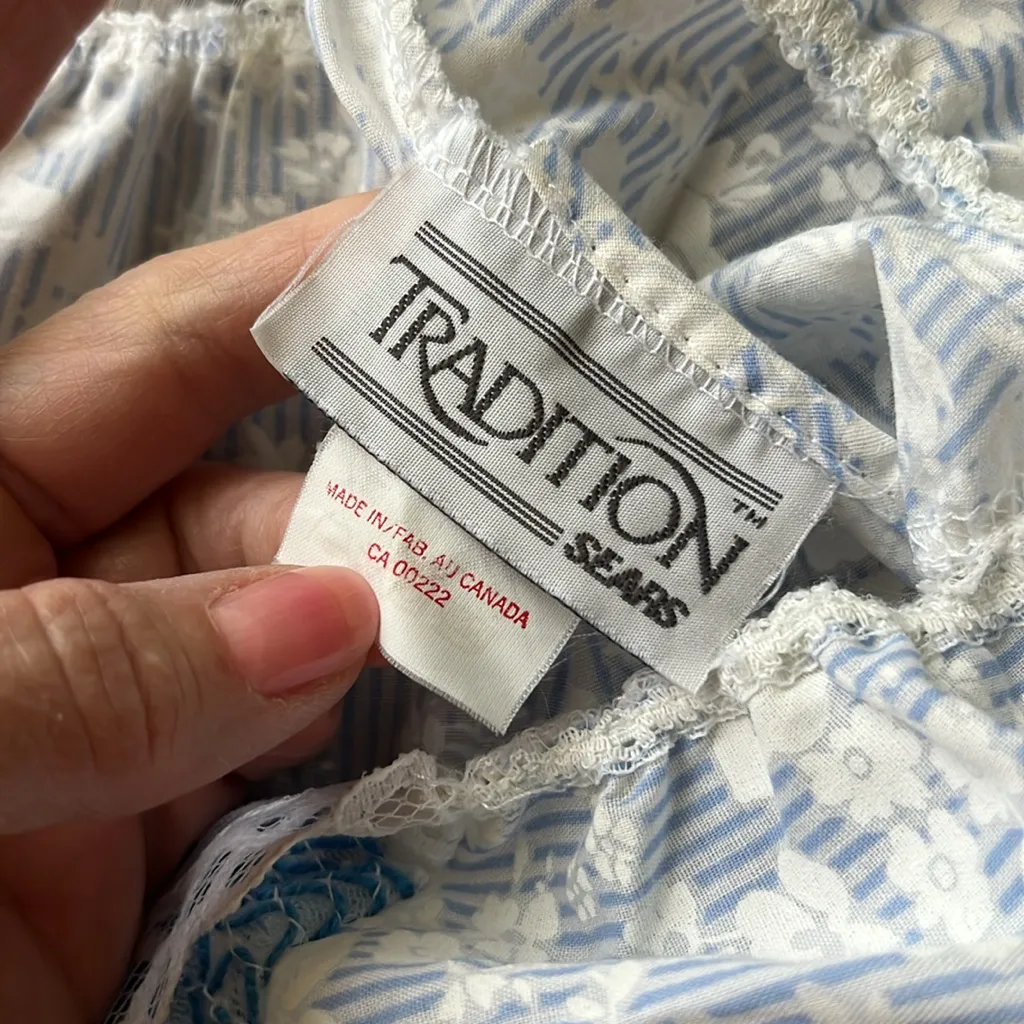 TRADITION™
SEARS
MADE IN/FAB. AU CANADA
CA 00222